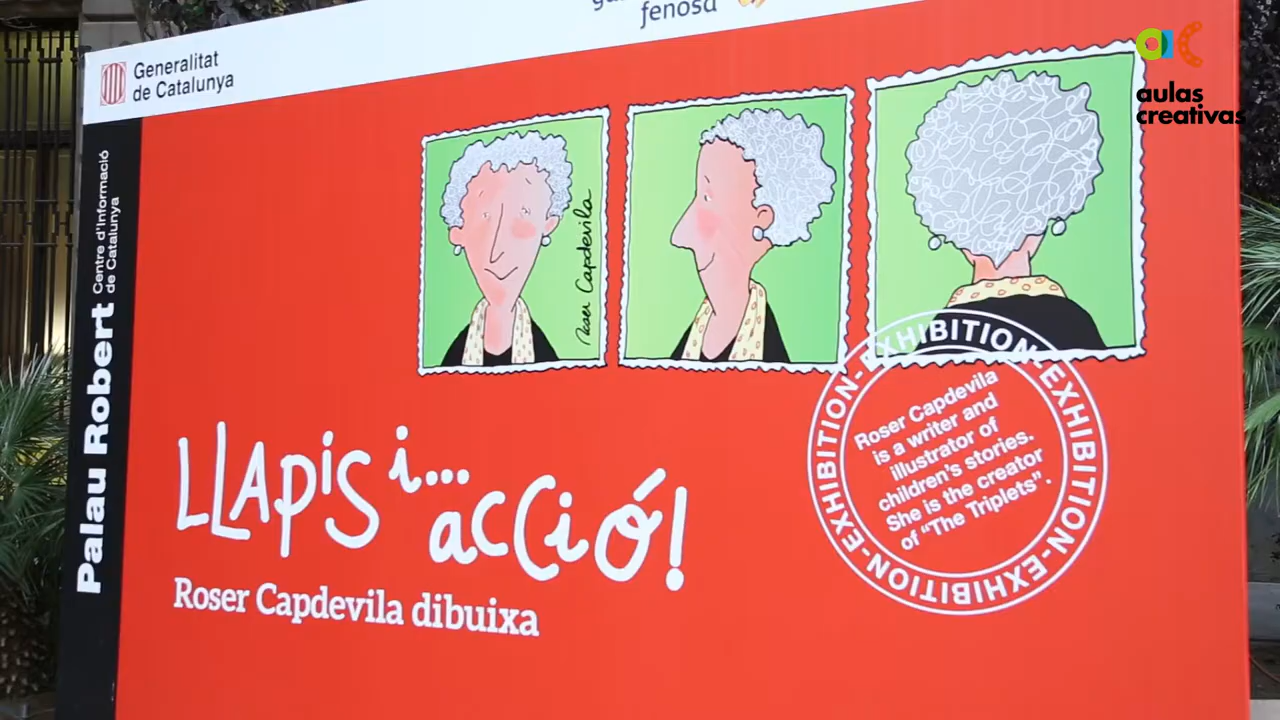 fenosa
Generalitat
de Catalunya
aulas
creativas
Palau Robert
Centre d'Informació
de Catalunya
Roser Capdevila
LLAPIS i...
acció!
Roser Capdevila dibuixa
EXHIBITION-EXHIBITION-EXHIBITION-EXHIBITION-
Roser Capdevila
is a writer and
illustrator of
children's stories.
She is the creator
of "The Triplets".